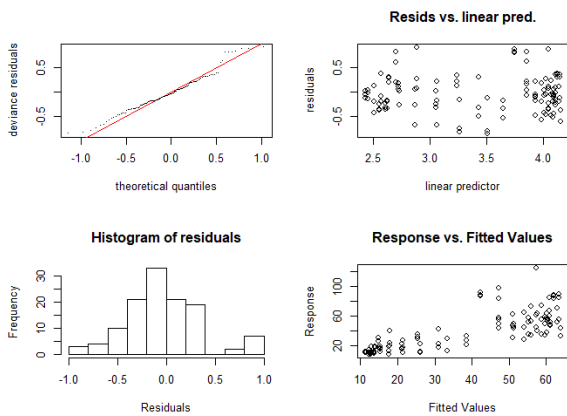 deviance residuals
-0.5
0.5
-1.0
-0.5
0.0
0.5
1.0
theoretical quantiles
Resids vs. linear pred.
residuals
-0.5
0.5
2.5
3.0
3.5
4.0
linear predictor
Histogram of residuals
Frequency
0
10
30
-1.0
-0.5
0.0
0.5
1.0
Residuals
Response vs. Fitted Values
Response
20
60
100
10
20
30
40
50
60
Fitted Values